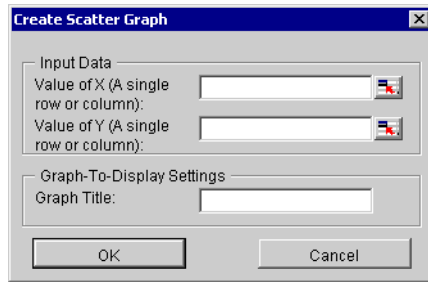 Create Scatter Graph
Input Data
Value of X (A single
row or column):
Value of Y (A single
row or column):
Graph-To-Display Settings
Graph Title:
OK
Cancel